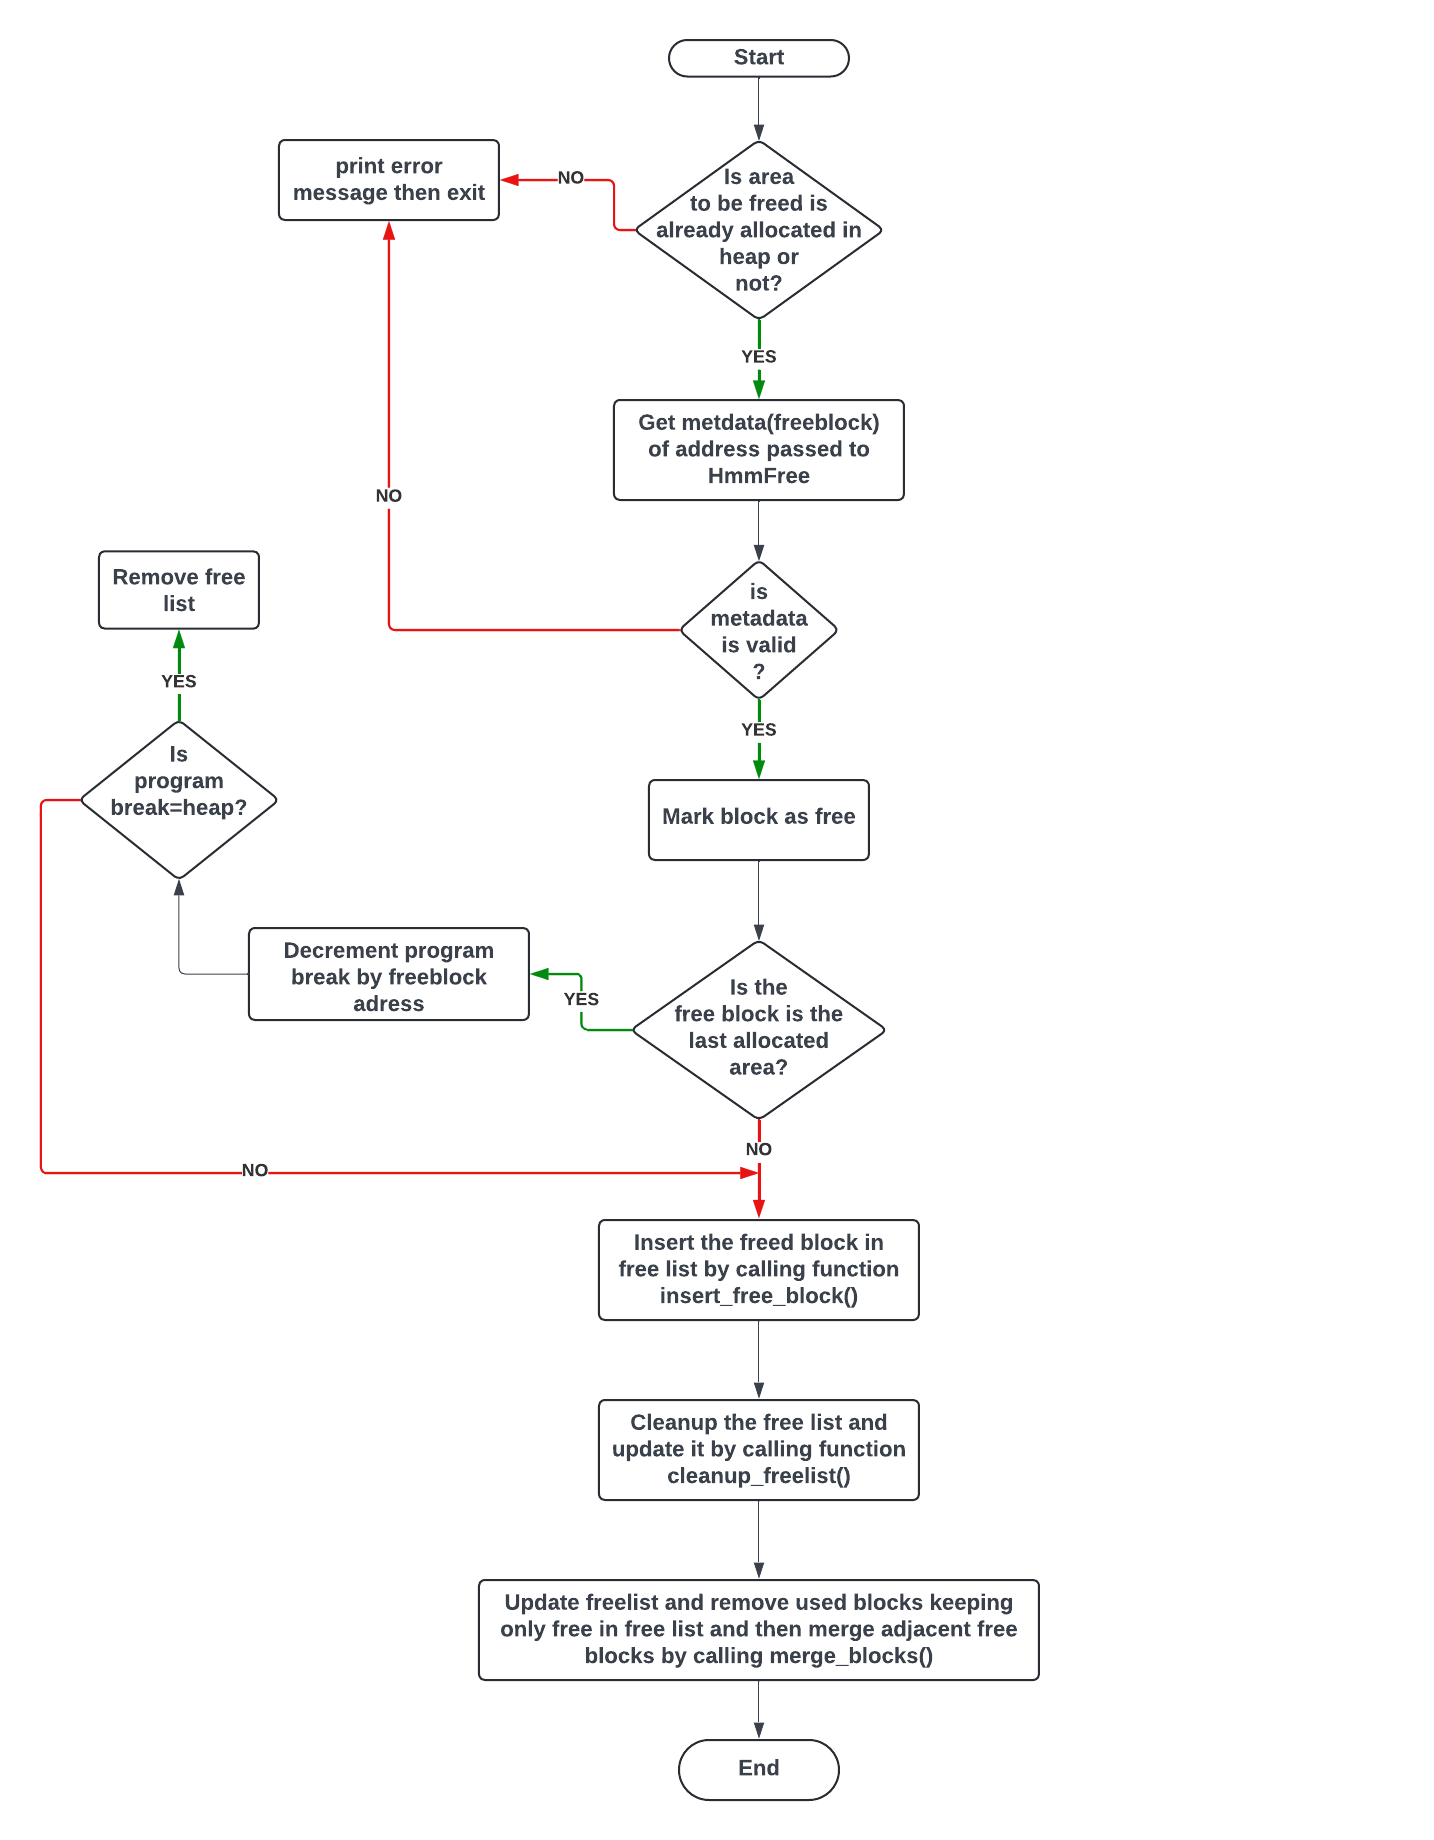 Start
print error
message then exit
NO
Is area
to be freed is
already allocated in
heap or
not?
YES
Get metdata(freeblock)
of address passed to
HmmFree
NO
is
metadata
is valid
?
Remove free
list
YES
YES
Is
program
break=heap?
Mark block as free
Decrement program
break by freeblock
adress
YES
Is the
free block is the
last allocated
area?
NO
NO
Insert the freed block in
free list by calling function
insert_free_block()
Cleanup the free list and
update it by calling function
cleanup_freelist()
Update freelist and remove used blocks keeping
only free in free list and then merge adjacent free
blocks by calling merge_blocks()
End